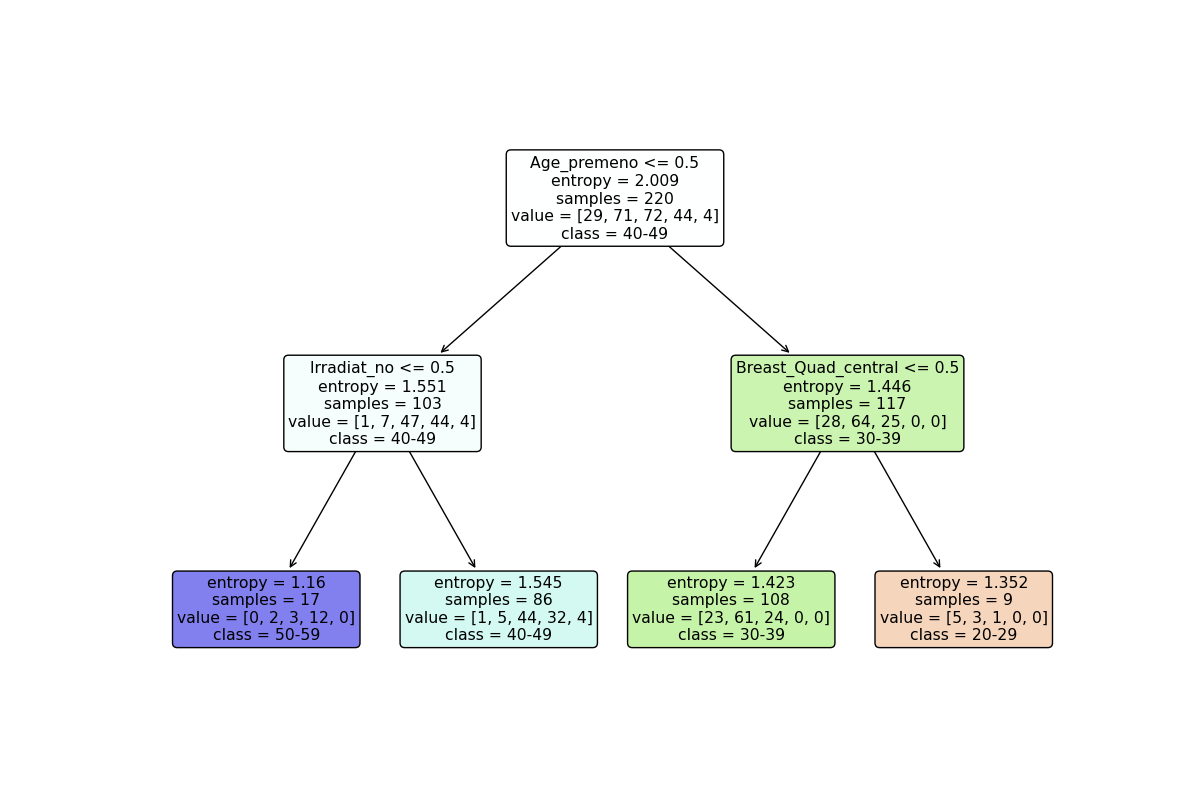 Age_premeno <= 0.5
entropy = 2.009
samples = 220
value = [29, 71, 72, 44, 4]
class = 40-49
Irradiat_no <= 0.5
entropy = 1.551
samples = 103
value = [1, 7, 47, 44, 4]
class = 40-49
Breast_Quad_central <= 0.5
entropy = 1.446
samples = 117
value = [28, 64, 25, 0, 0]
class = 30-39
entropy = 1.16
samples = 17
value = [0, 2, 3, 12, 0]
class = 50-59
entropy = 1.545
samples = 86
value = [1, 5, 44, 32, 4]
class = 40-49
entropy = 1.423
samples = 108
value = [23, 61, 24, 0, 0]
class = 30-39
entropy = 1.352
samples = 9
value = [5, 3, 1, 0, 0]
class = 20-29